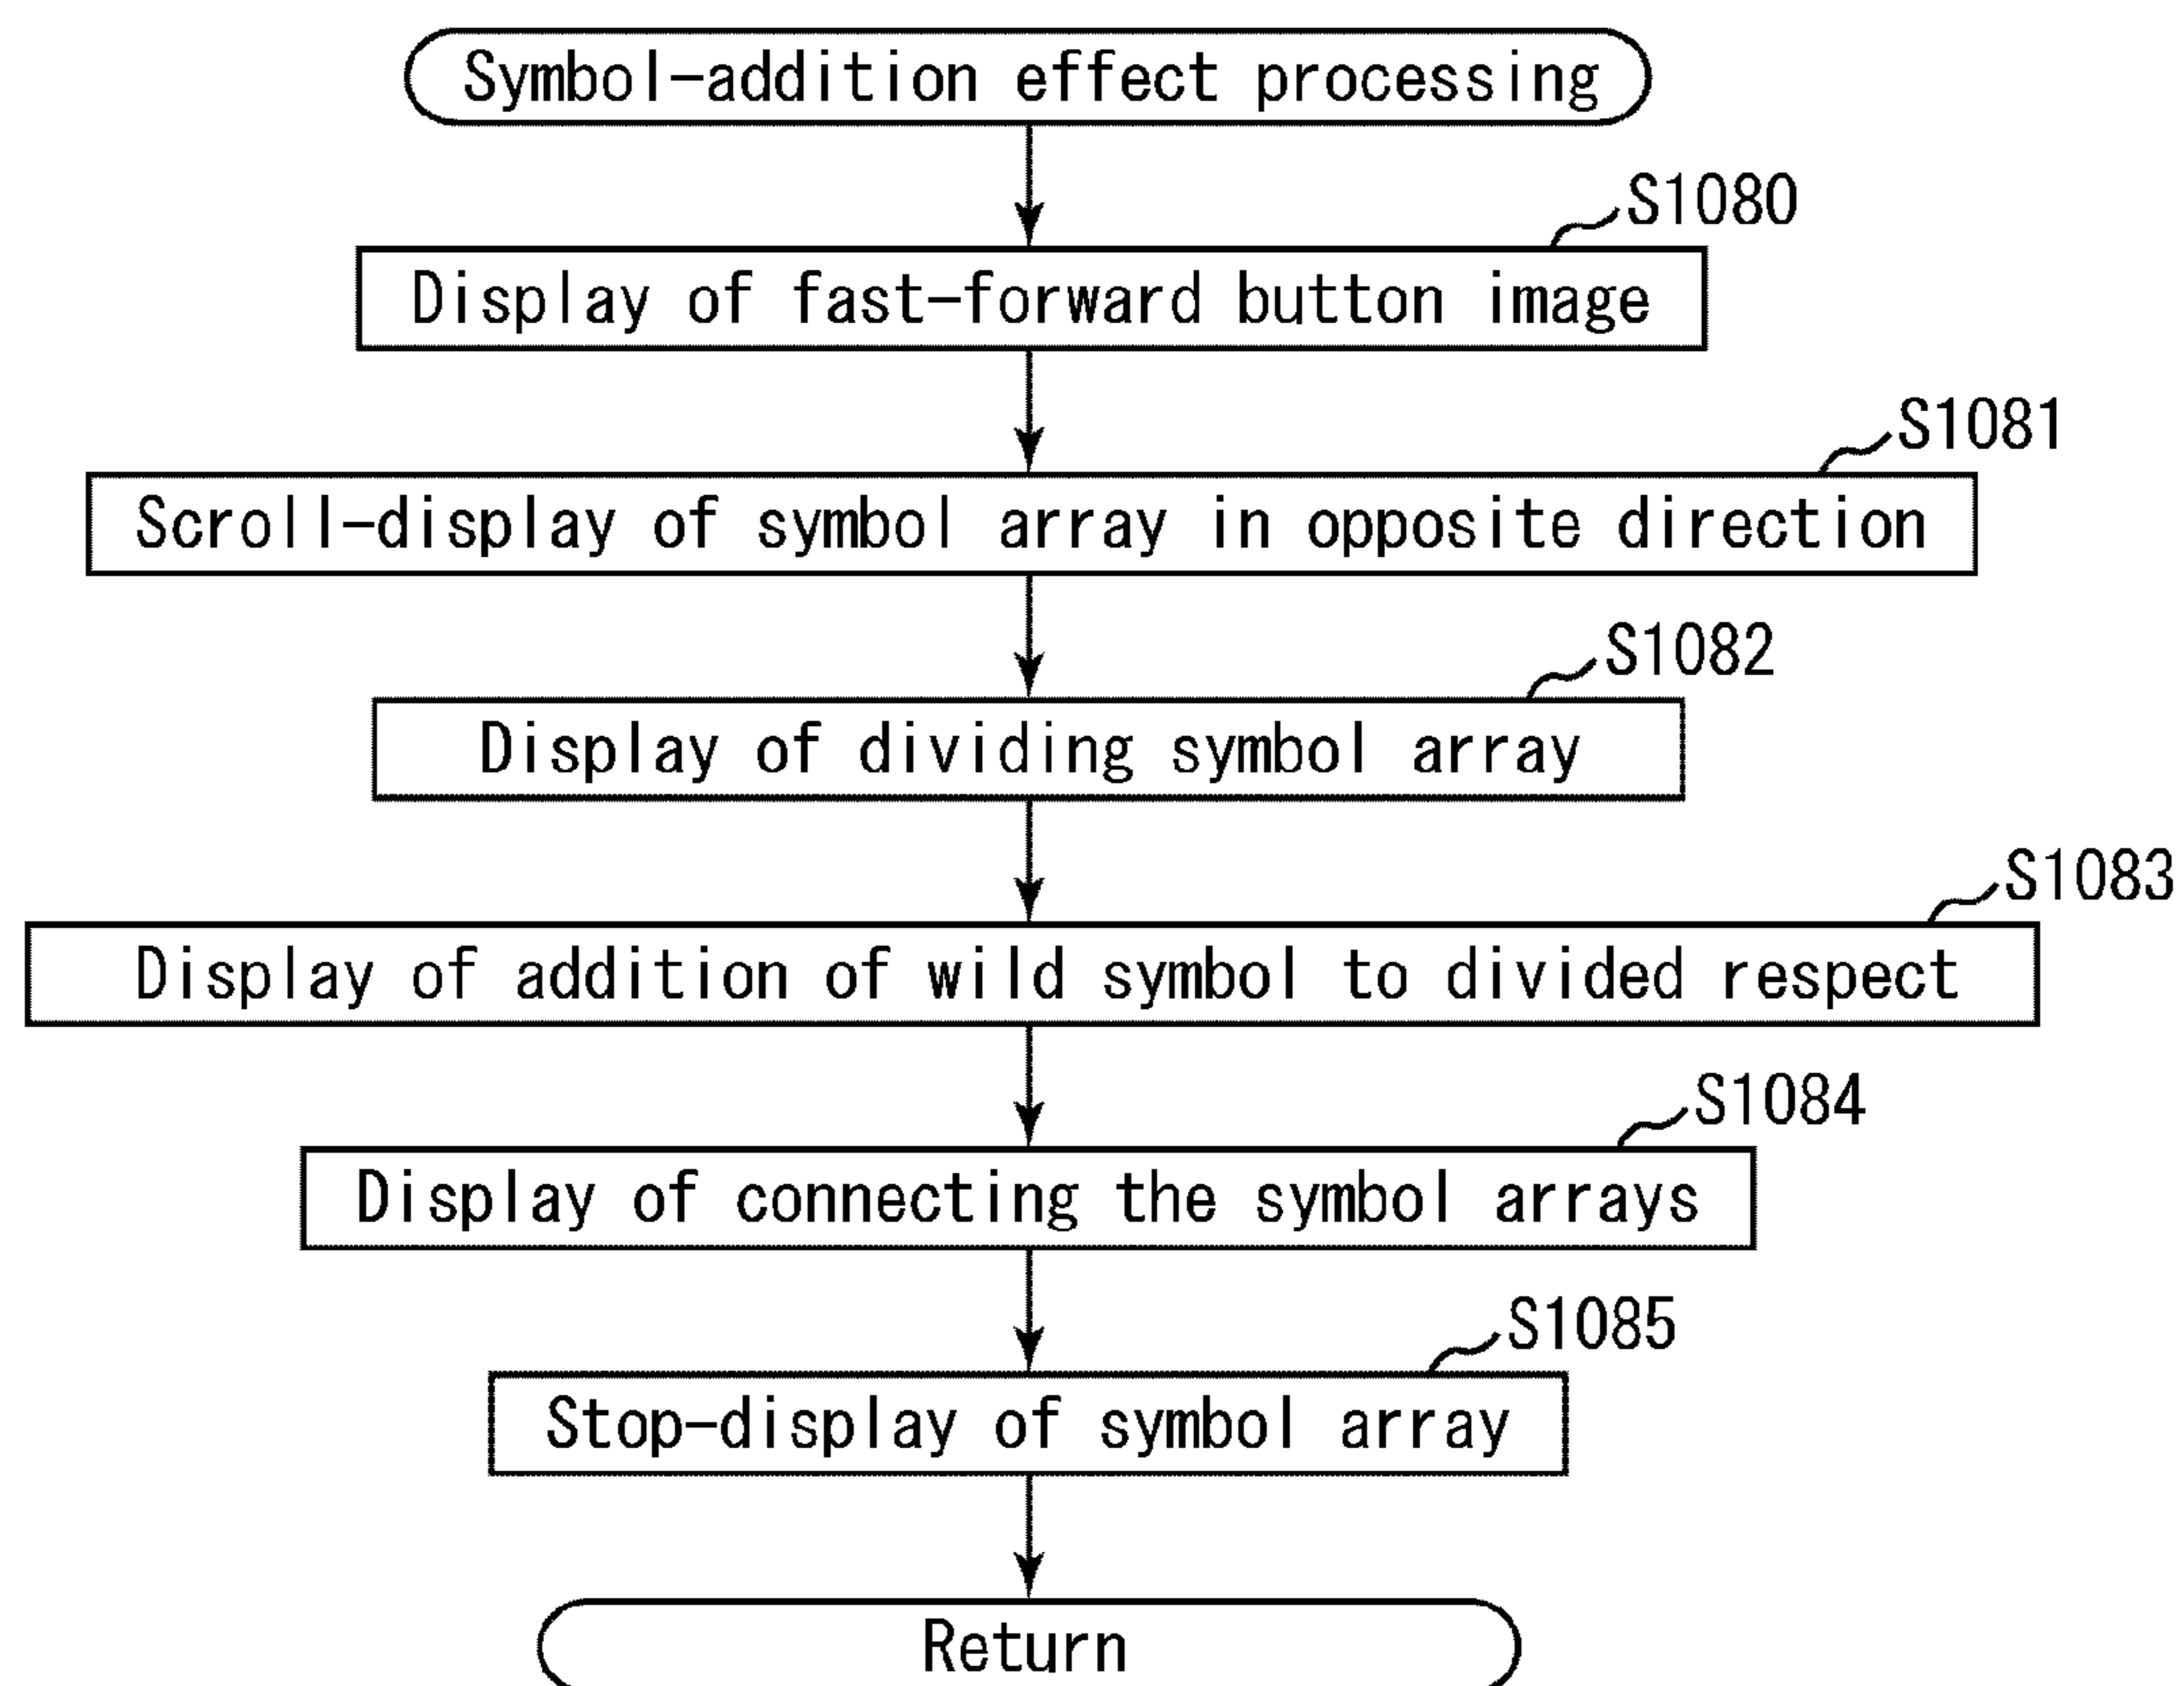 Symbol-addition effect processing
S1080
Display of fast-forward button image
S1081
Scroll-display of symbol array in opposite direction
S1082
Display of dividing symbol array
S1083
Display of addition of wild symbol to divided respect
S1084
Display of connecting the symbol arrays
S1085
Stop-display of symbol array
Return